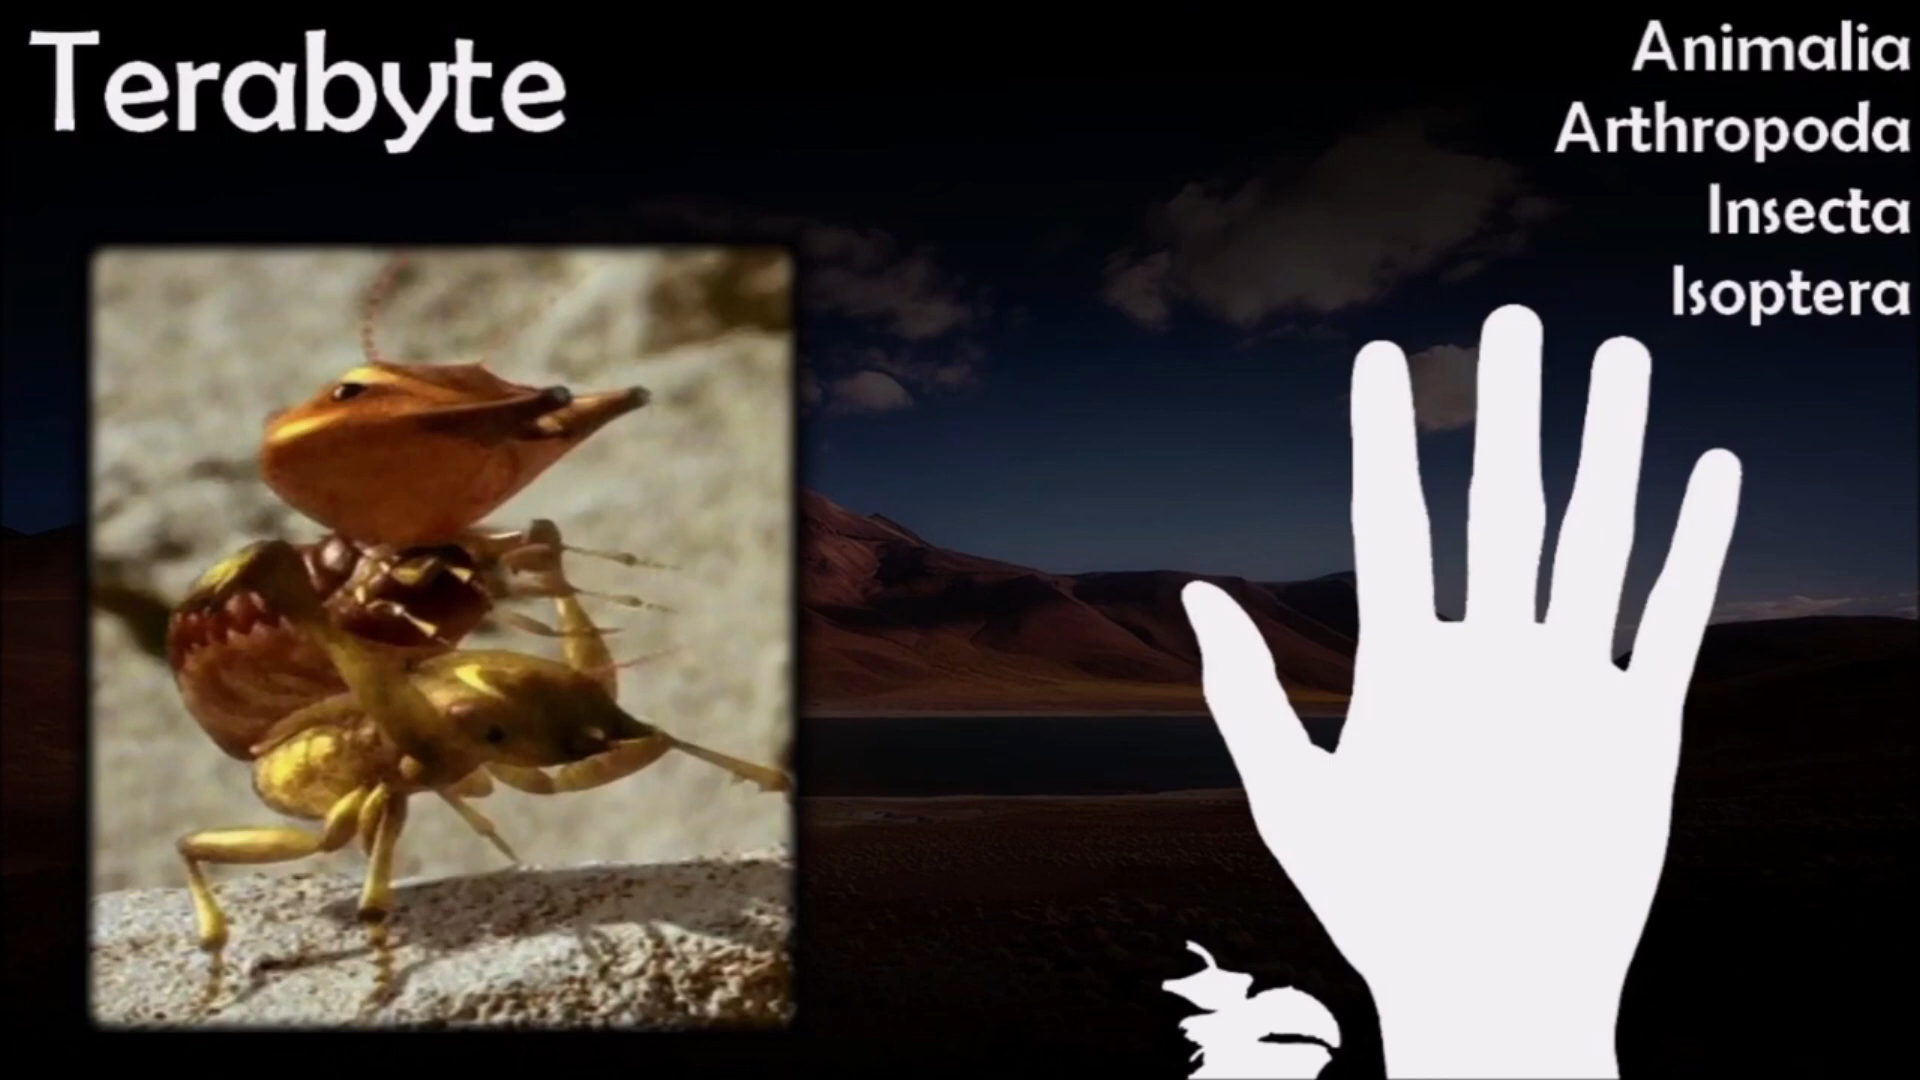 Terabyte
Animalia
Arthropoda
Insecta
Isoptera